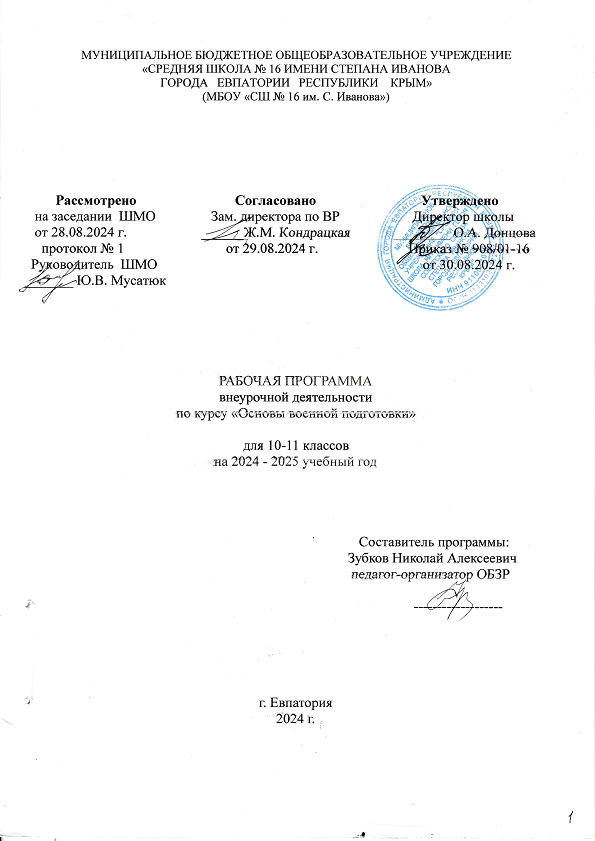 МУНИЦИПАЛЬНОЕ БЮДЖЕТНОЕ ОБЩЕОБРАЗОВАТЕЛЬНОЕ УЧРЕЖДЕНИЕ
«СРЕДНЯЯ ШКОЛА № 16 ИМЕНИ СТЕПАНА ИВАНОВА
ГОРОДА ЕВПАТОРИИ РЕСПУБЛИКИ КРЫМ»
(МБОУ «СШ № 16 им. С. Иванова»)
Рассмотрено
на заседании ШМО
от 28.08.2024 г.
протокол № 1
Руководитель ШМО
Ю.В. Мусатюк
Согласовано
Зам. директора по ВР
Ж.М. Кондрацкая
от 29.08.2024 г.
Утверждено
Директор школы
О.А. Донцова
Приказ № 908/01-16
от 30.08.2024 г.
РАБОЧАЯ ПРОГРАММА
внеурочной деятельности
по курсу «Основы военной подготовки»
для 10-11 классов
на 2024 - 2025 учебный год
Составитель программы:
Зубков Николай Алексеевич
педагог-организатор ОБЗР
г. Евпатория
2024 г.
1